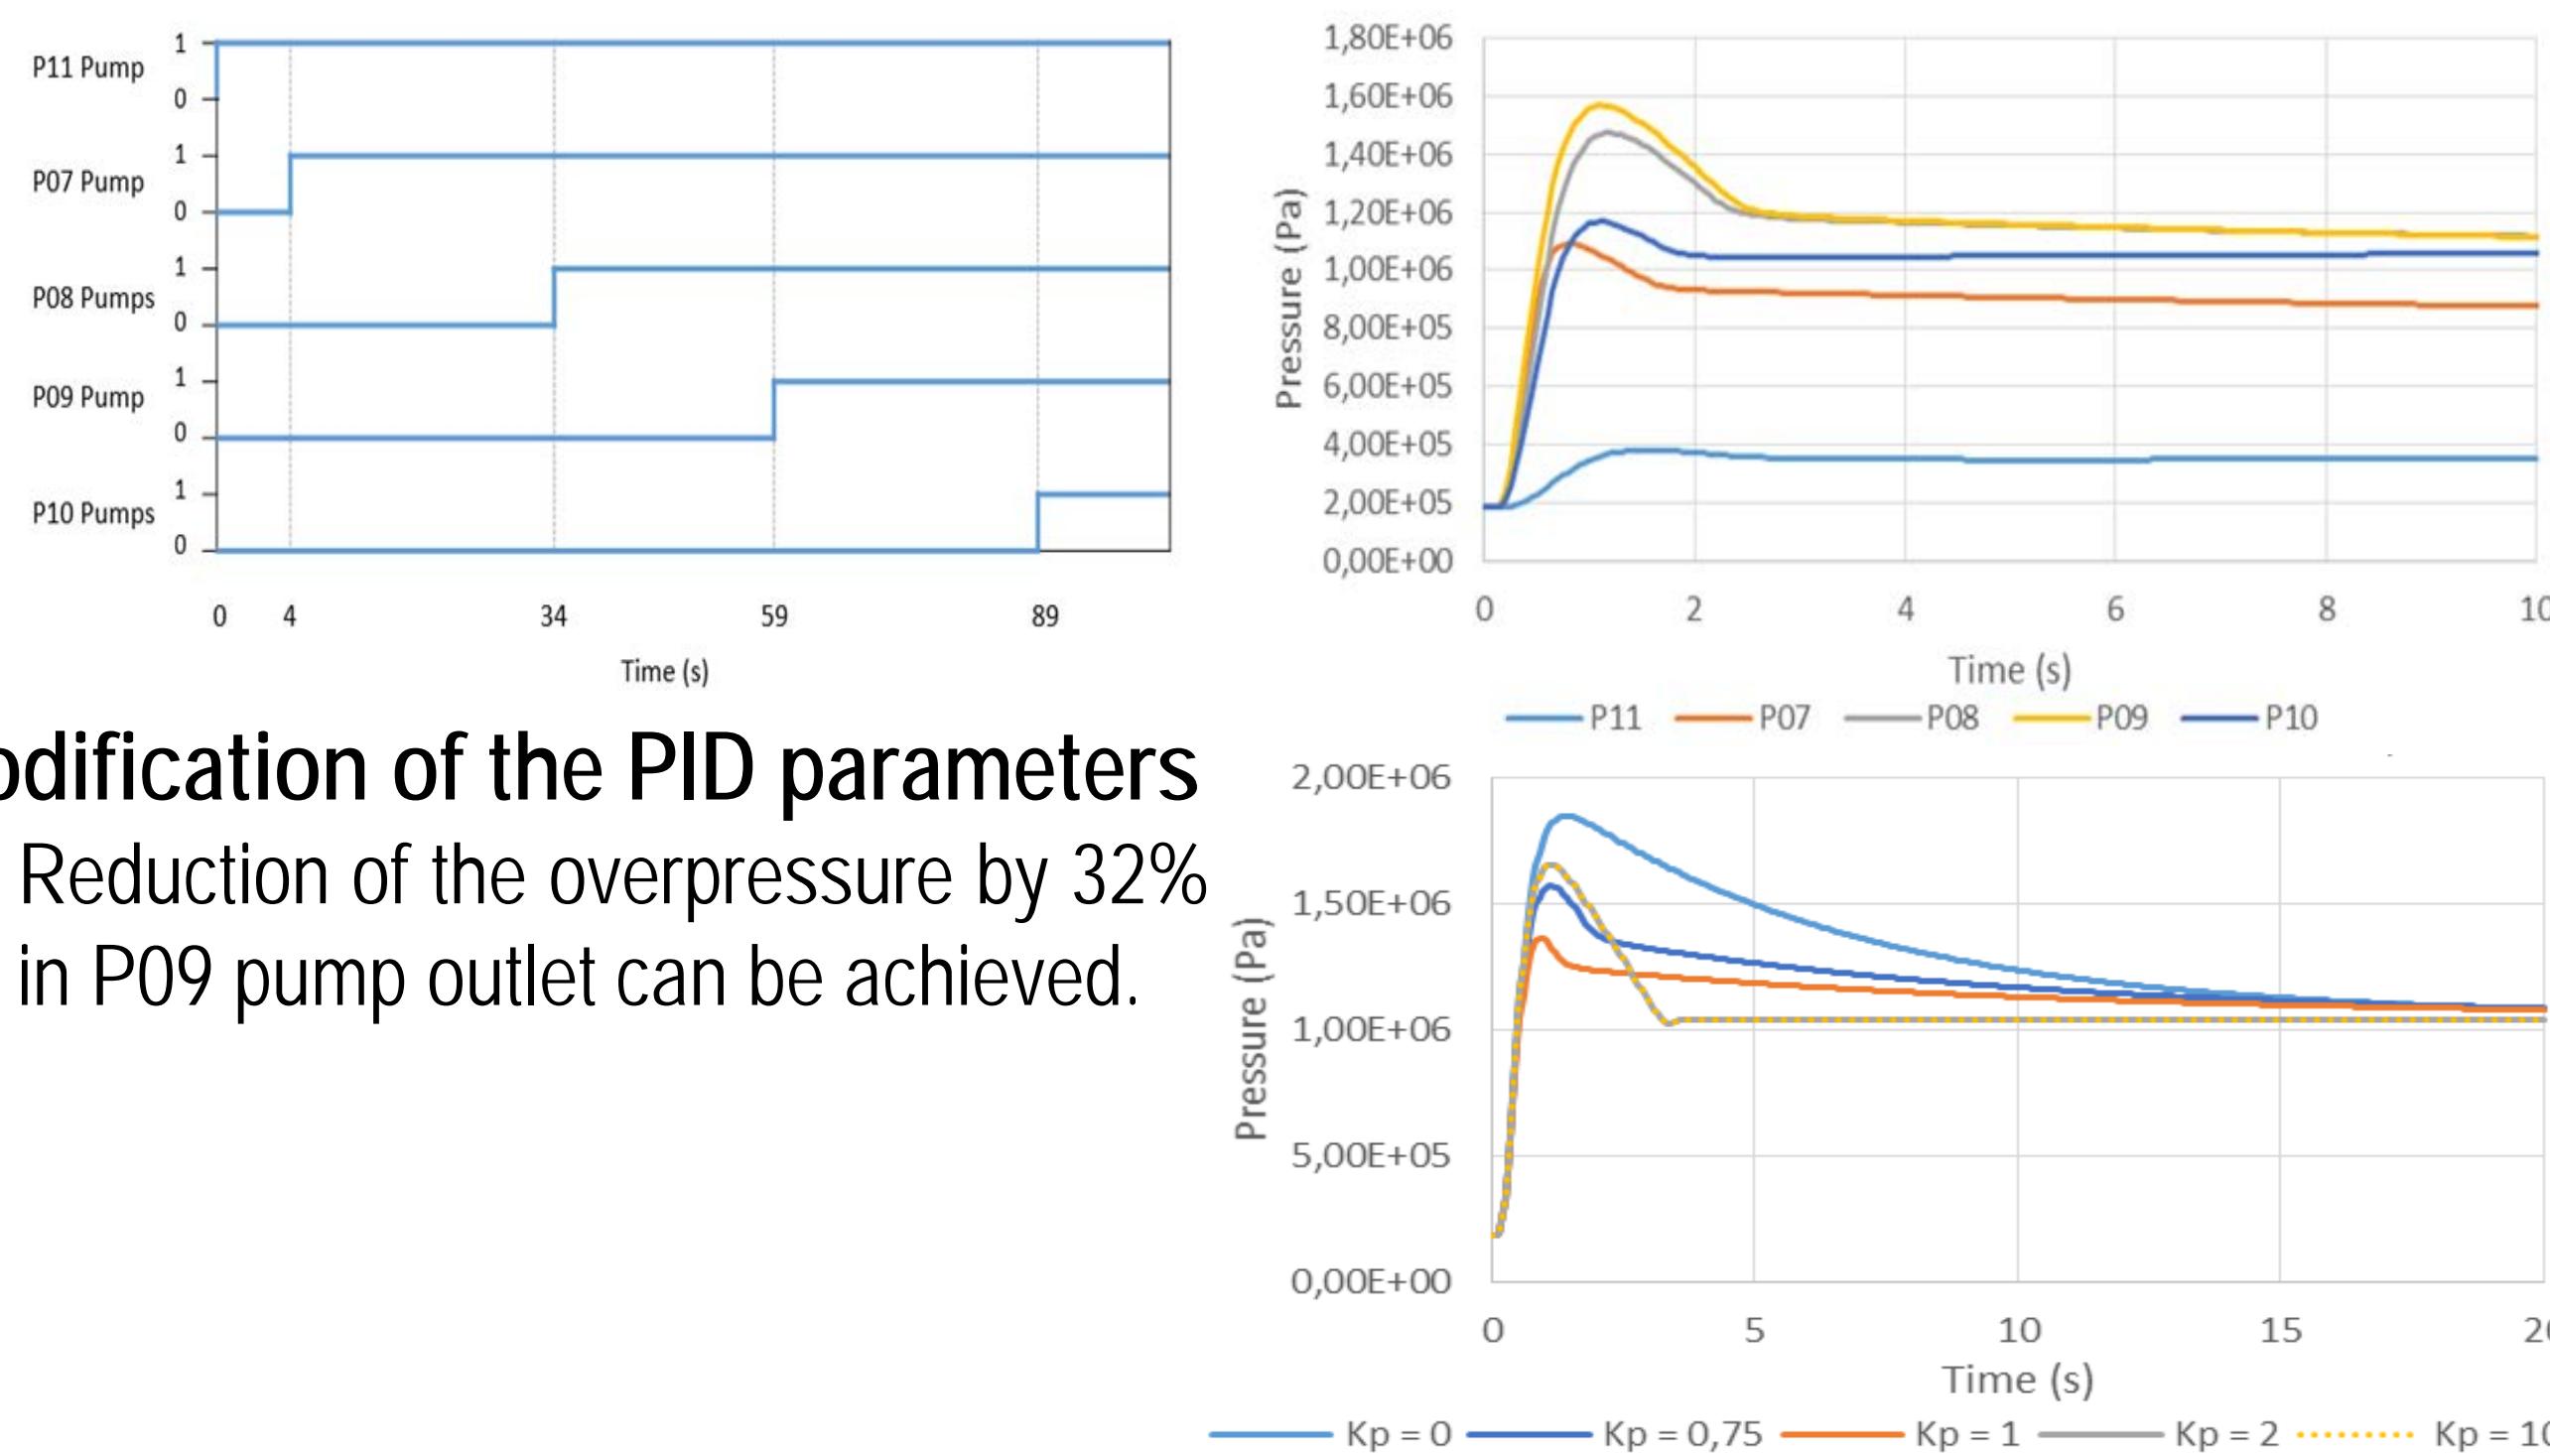 P11 Pump
1
0
P07 Pump
1
0
P08 Pumps
1
0
P09 Pump
1
0
P10 Pumps
1
0
0 4 34 59 89
Time (s)
1,80E+06
1,60E+06
1,40E+06
1,20E+06
1,00E+06
8,00E+05
6,00E+05
4,00E+05
2,00E+05
0,00E+00
Pressure (Pa)
0 2 4 6 8 10
Time (s)
P11 P07 P08 P09 P10
odification of the PID parameters
Reduction of the overpressure by 32%
in P09 pump outlet can be achieved.
2,00E+06
1,50E+06
1,00E+06
5,00E+05
0,00E+00
Pressure (Pa)
0 5 10 15 20
Time (s)
Kp = 0 Kp = 0,75 Kp = 1 Kp = 2 Kp = 10